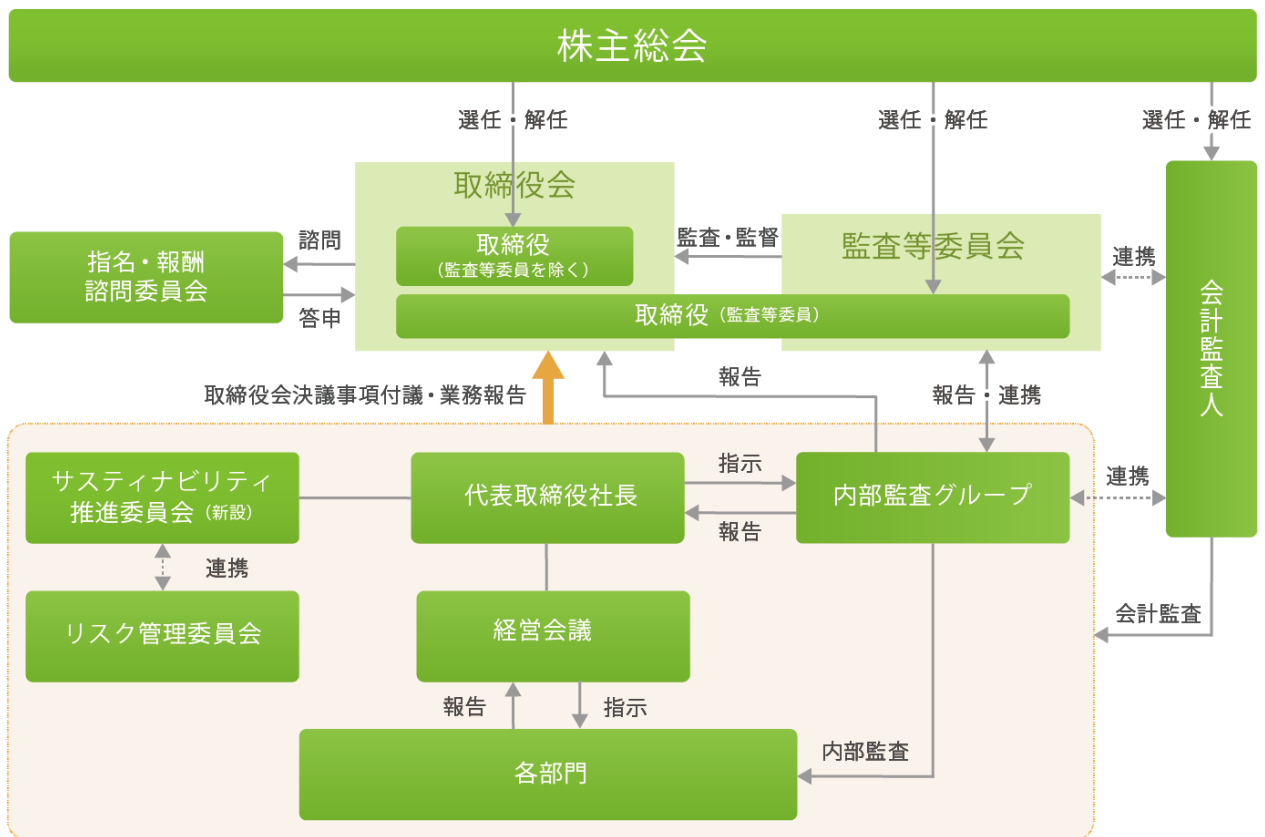 株主総会
選任・解任
選任・解任
選任・解任
取締役会
取締役
（監査等委員を除く）
監査・監督
監査等委員会
取締役（監査等委員）
諮問
指名・報酬
諮問委員会
答申
連携
会計監査人
取締役会決議事項付議・業務報告
報告
報告・連携
サスティナビリティ
推進委員会（新設）
代表取締役社長
指示
報告
内部監査グループ
連携
連携
リスク管理委員会
経営会議
会計監査
報告
指示
各部門
内部監査